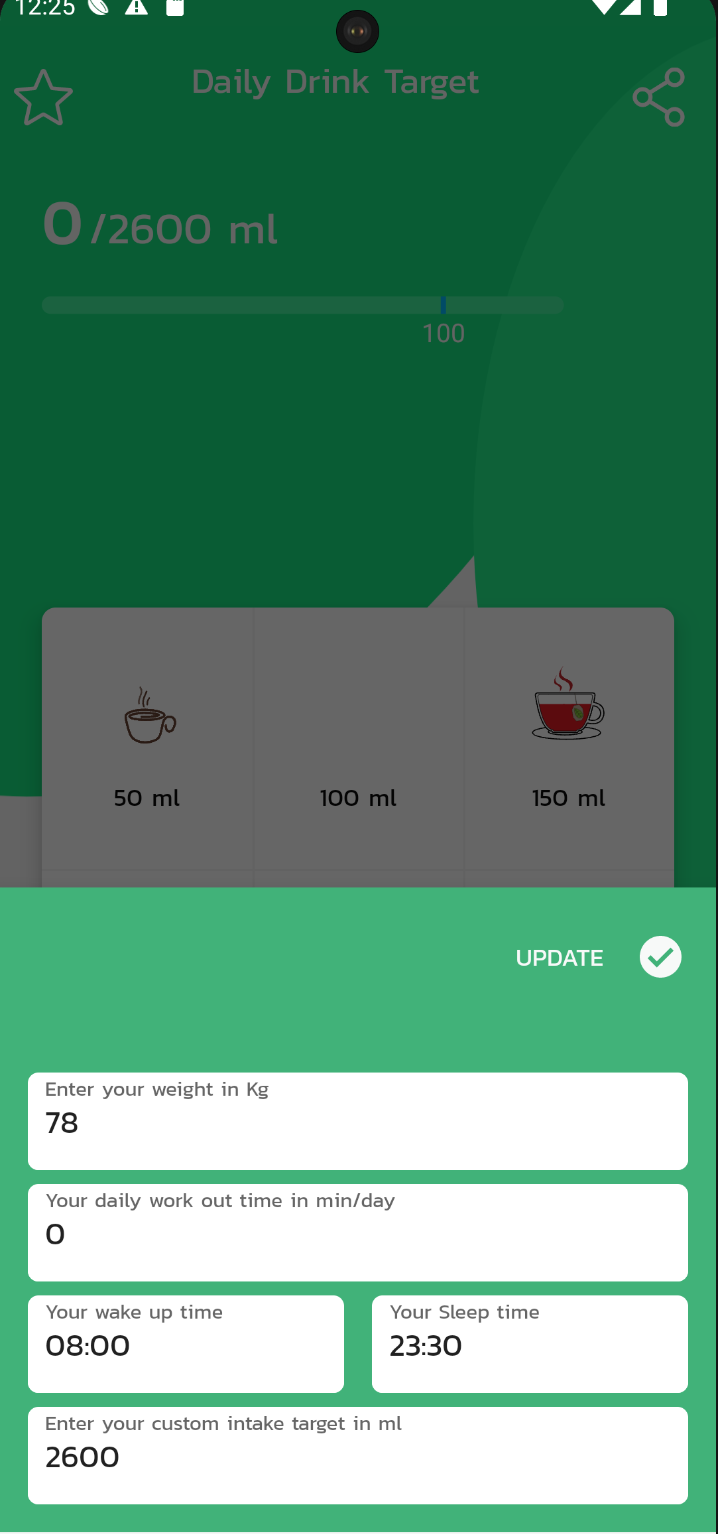 12:25
Daily Drink Target
0/2600 ml
100
50 ml 100 ml 150 ml
UPDATE
Enter your weight in Kg
78
Your daily work out time in min/day
0
Your wake up time Your Sleep time
08:00 23:30
Enter your custom intake target in ml
2600